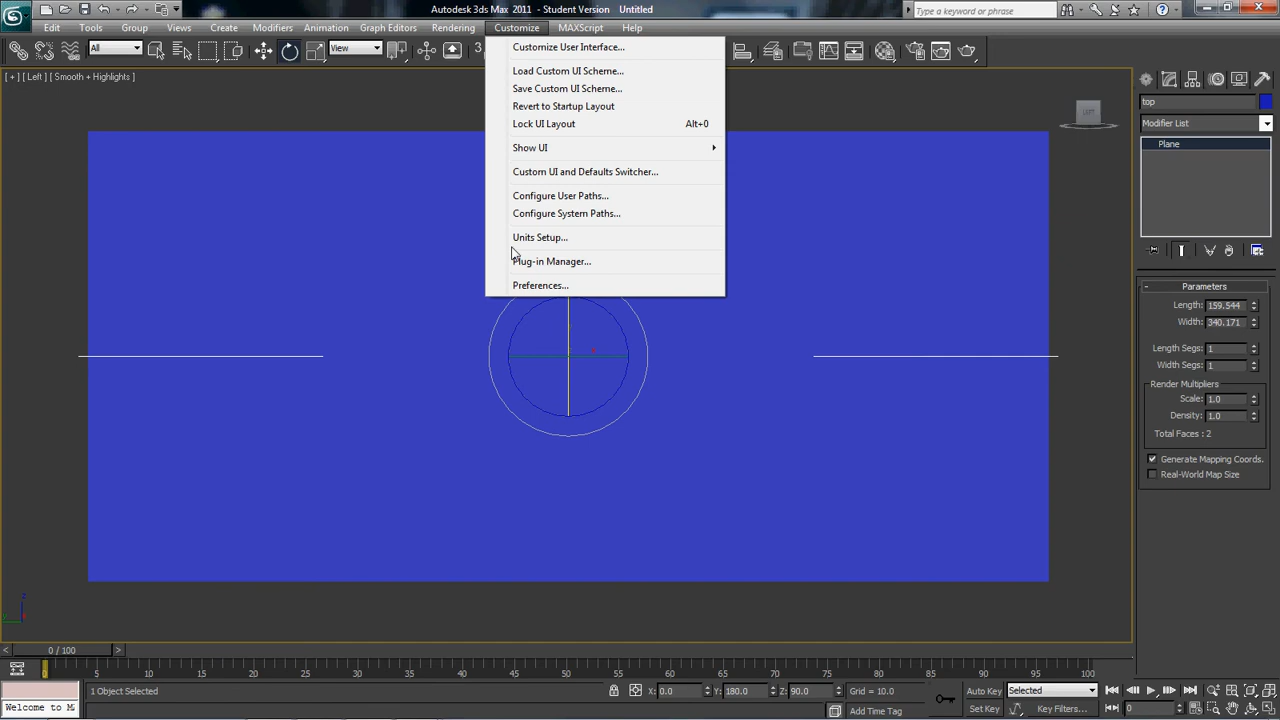 Autodesk 3ds Max 2011 - Student Version Untitled
Type a keyword or phrase
Edit Tools Group Views Create Modifiers Animation Graph Editors Rendering Customize MAXScript Help
All View 3
[ + ] [ Left ] [ Smooth + Highlights ]
Customize User Interface...
Load Custom UI Scheme...
Save Custom UI Scheme...
Revert to Startup Layout
Lock UI Layout Alt+0
Show UI
Custom UI and Defaults Switcher...
Configure User Paths...
Configure System Paths...
Units Setup...
Plug-in Manager...
Preferences...
LEFT
top
Modifier List
Plane
Parameters
Length: 159.544
Width: 340.171
Length Segs: 1
Width Segs: 1
Render Multipliers
Scale: 1.0
Density: 1.0
Total Faces : 2
Generate Mapping Coords.
Real-World Map Size
z
y
< 0 / 100 >
0 5 10 15 20 25 30 35 40 45 50 55 60 65 70 75 80 85 90 95 100
1 Object Selected X: 0.0 Y: 180.0 Z: 90.0 Grid = 10.0 Auto Key Selected
Welcome to M Add Time Tag Set Key Key Filters... 0